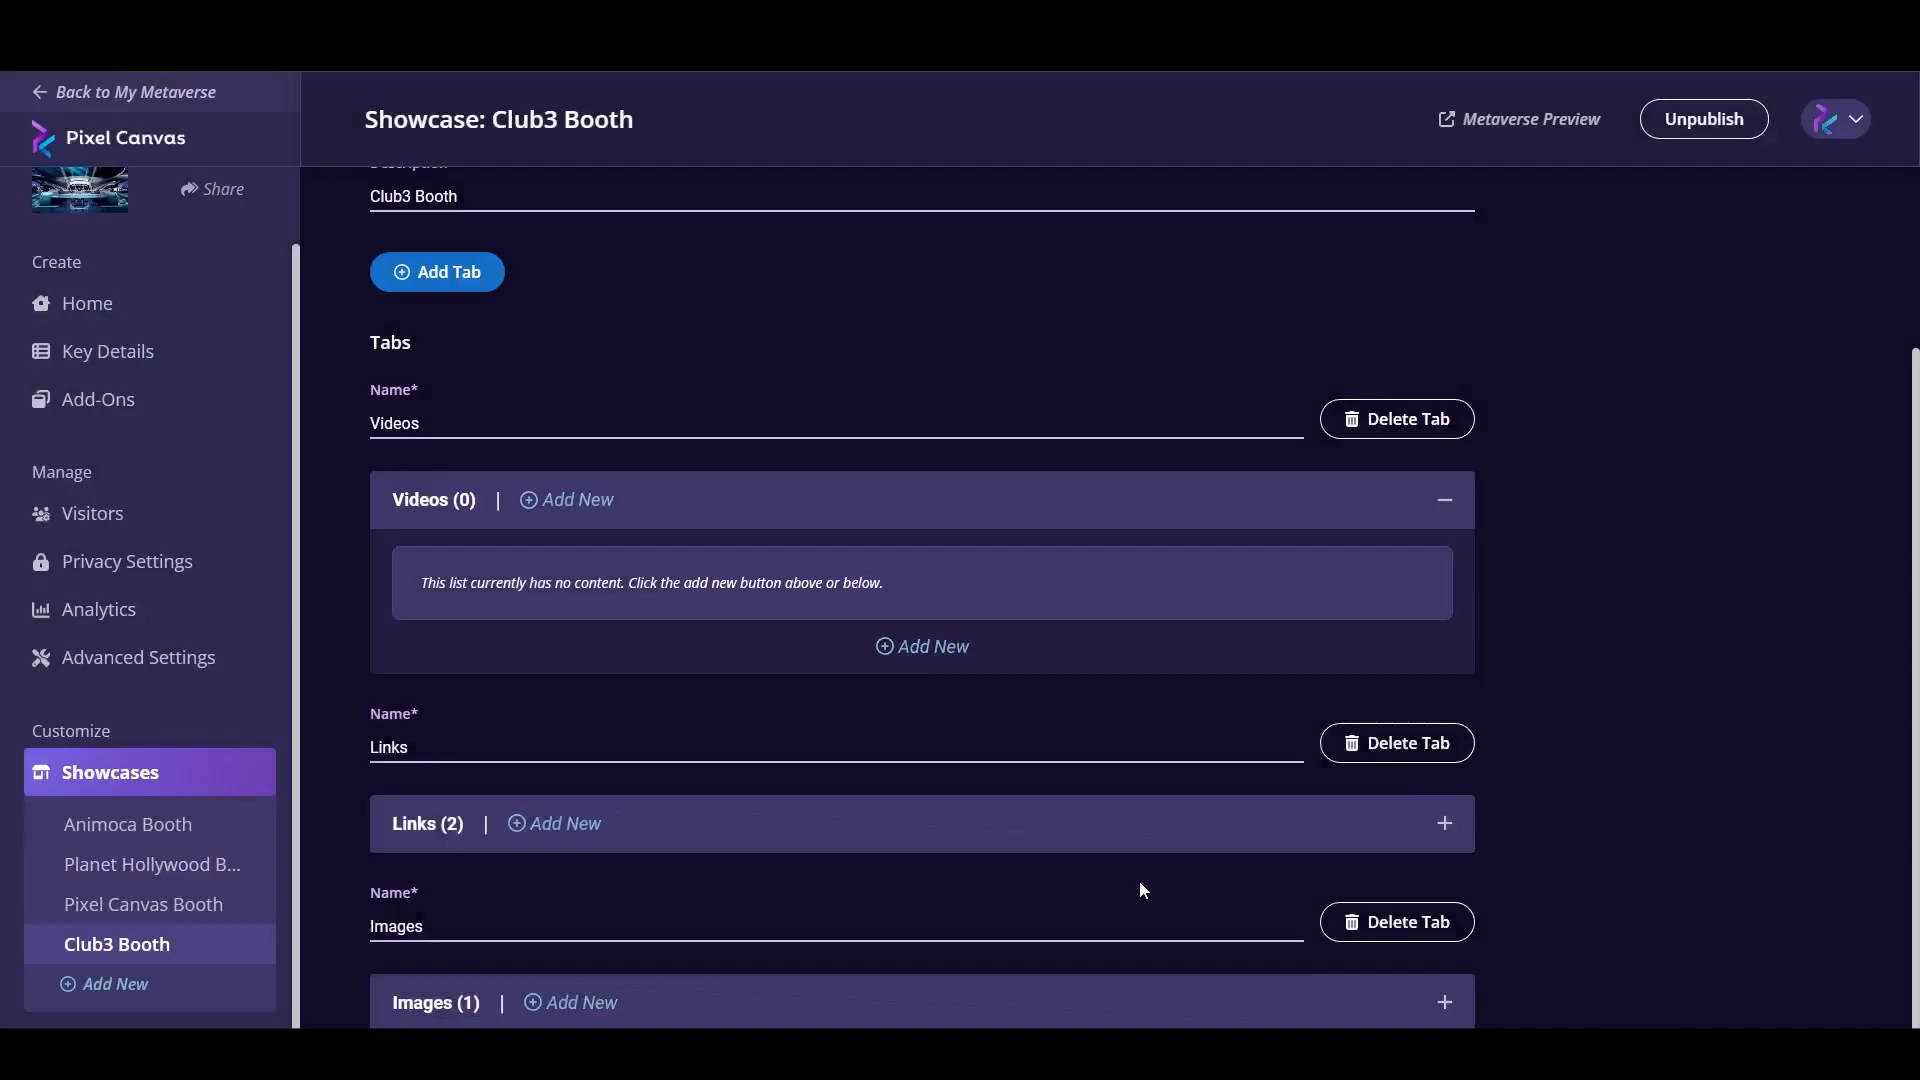 Back to My Metaverse
Pixel Canvas
Share
Create
Home
Key Details
Add-Ons
Manage
Visitors
Privacy Settings
Analytics
Advanced Settings
Customize
Showcases
Animoca Booth
Planet Hollywood B...
Pixel Canvas Booth
Club3 Booth
Add New
Showcase: Club3 Booth
Metaverse Preview
Unpublish
Club3 Booth
Add Tab
Tabs
Name*
Videos
Delete Tab
Videos (0) | Add New
This list currently has no content. Click the add new button above or below.
Add New
Name*
Links
Delete Tab
Links (2) | Add New
Name*
Images
Delete Tab
Images (1) | Add New